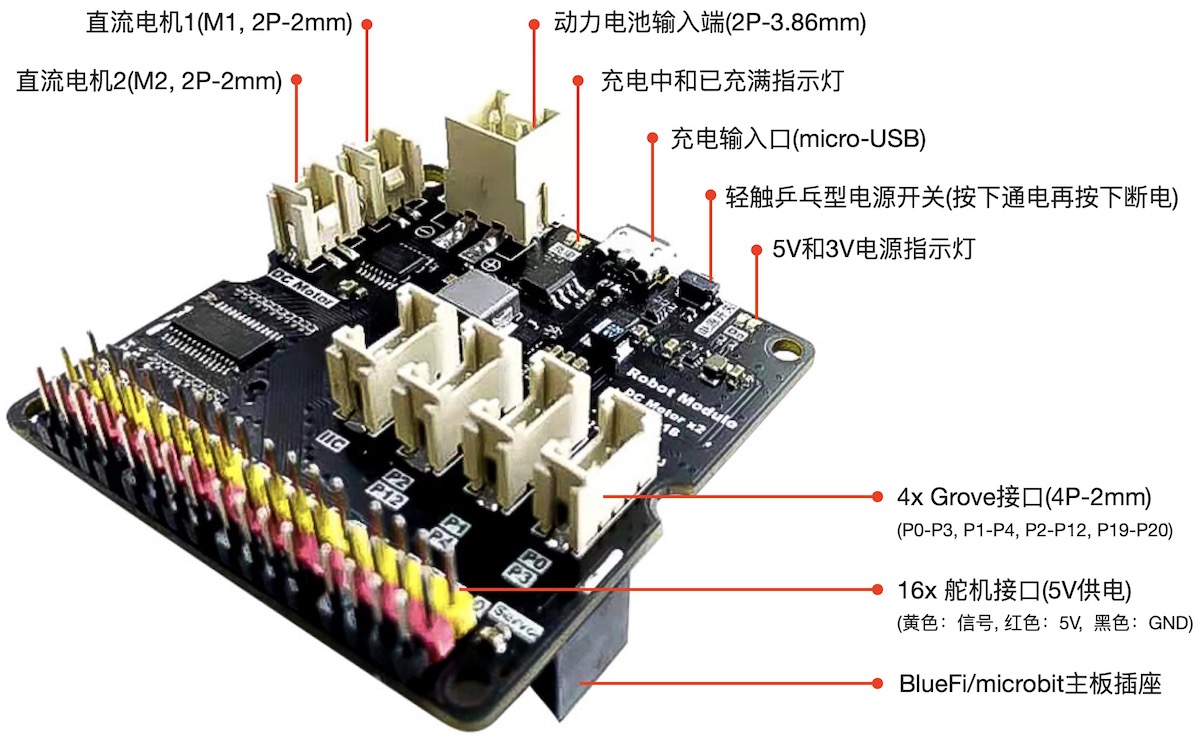 直流电机1(M1, 2P-2mm)
动力电池输入端(2P-3.86mm)
直流电机2(M2, 2P-2mm)
充电中和已充满指示灯
充电输入口(micro-USB)
轻触乒乓型电源开关(按下通电再按下断电)
5V和3V电源指示灯
DC Motor
Robot Module
DC Motor x2
IIC
P2
P12
P1
P0
P3
Servo
4x Grove接口(4P-2mm)
(P0-P3, P1-P4, P2-P12, P19-P20)
16x 舵机接口(5V供电)
(黄色：信号, 红色：5V, 黑色：GND)
BlueFi/microbit主板插座